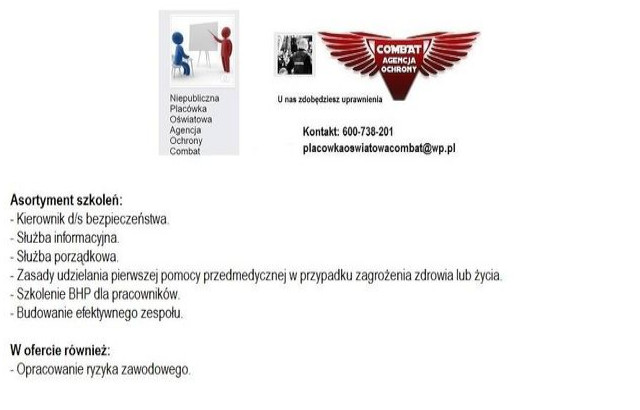 Niepubliczna
Placówka
Oświatowa
Agencja
Ochrony
Combat
COMBAT
AGENCJA
OCHRONY
U nas zdobędziesz uprawnienia
Kontakt: 600-738-201
placowkaoswiatowacombat@wp.pl
Asortyment szkoleń:
- Kierownik d/s bezpieczeństwa.
- Służba informacyjna.
- Służba porządkowa.
- Zasady udzielania pierwszej pomocy przedmedycznej w przypadku zagrożenia zdrowia lub życia.
- Szkolenie BHP dla pracowników.
- Budowanie efektywnego zespołu.
W ofercie również:
- Opracowanie ryzyka zawodowego.